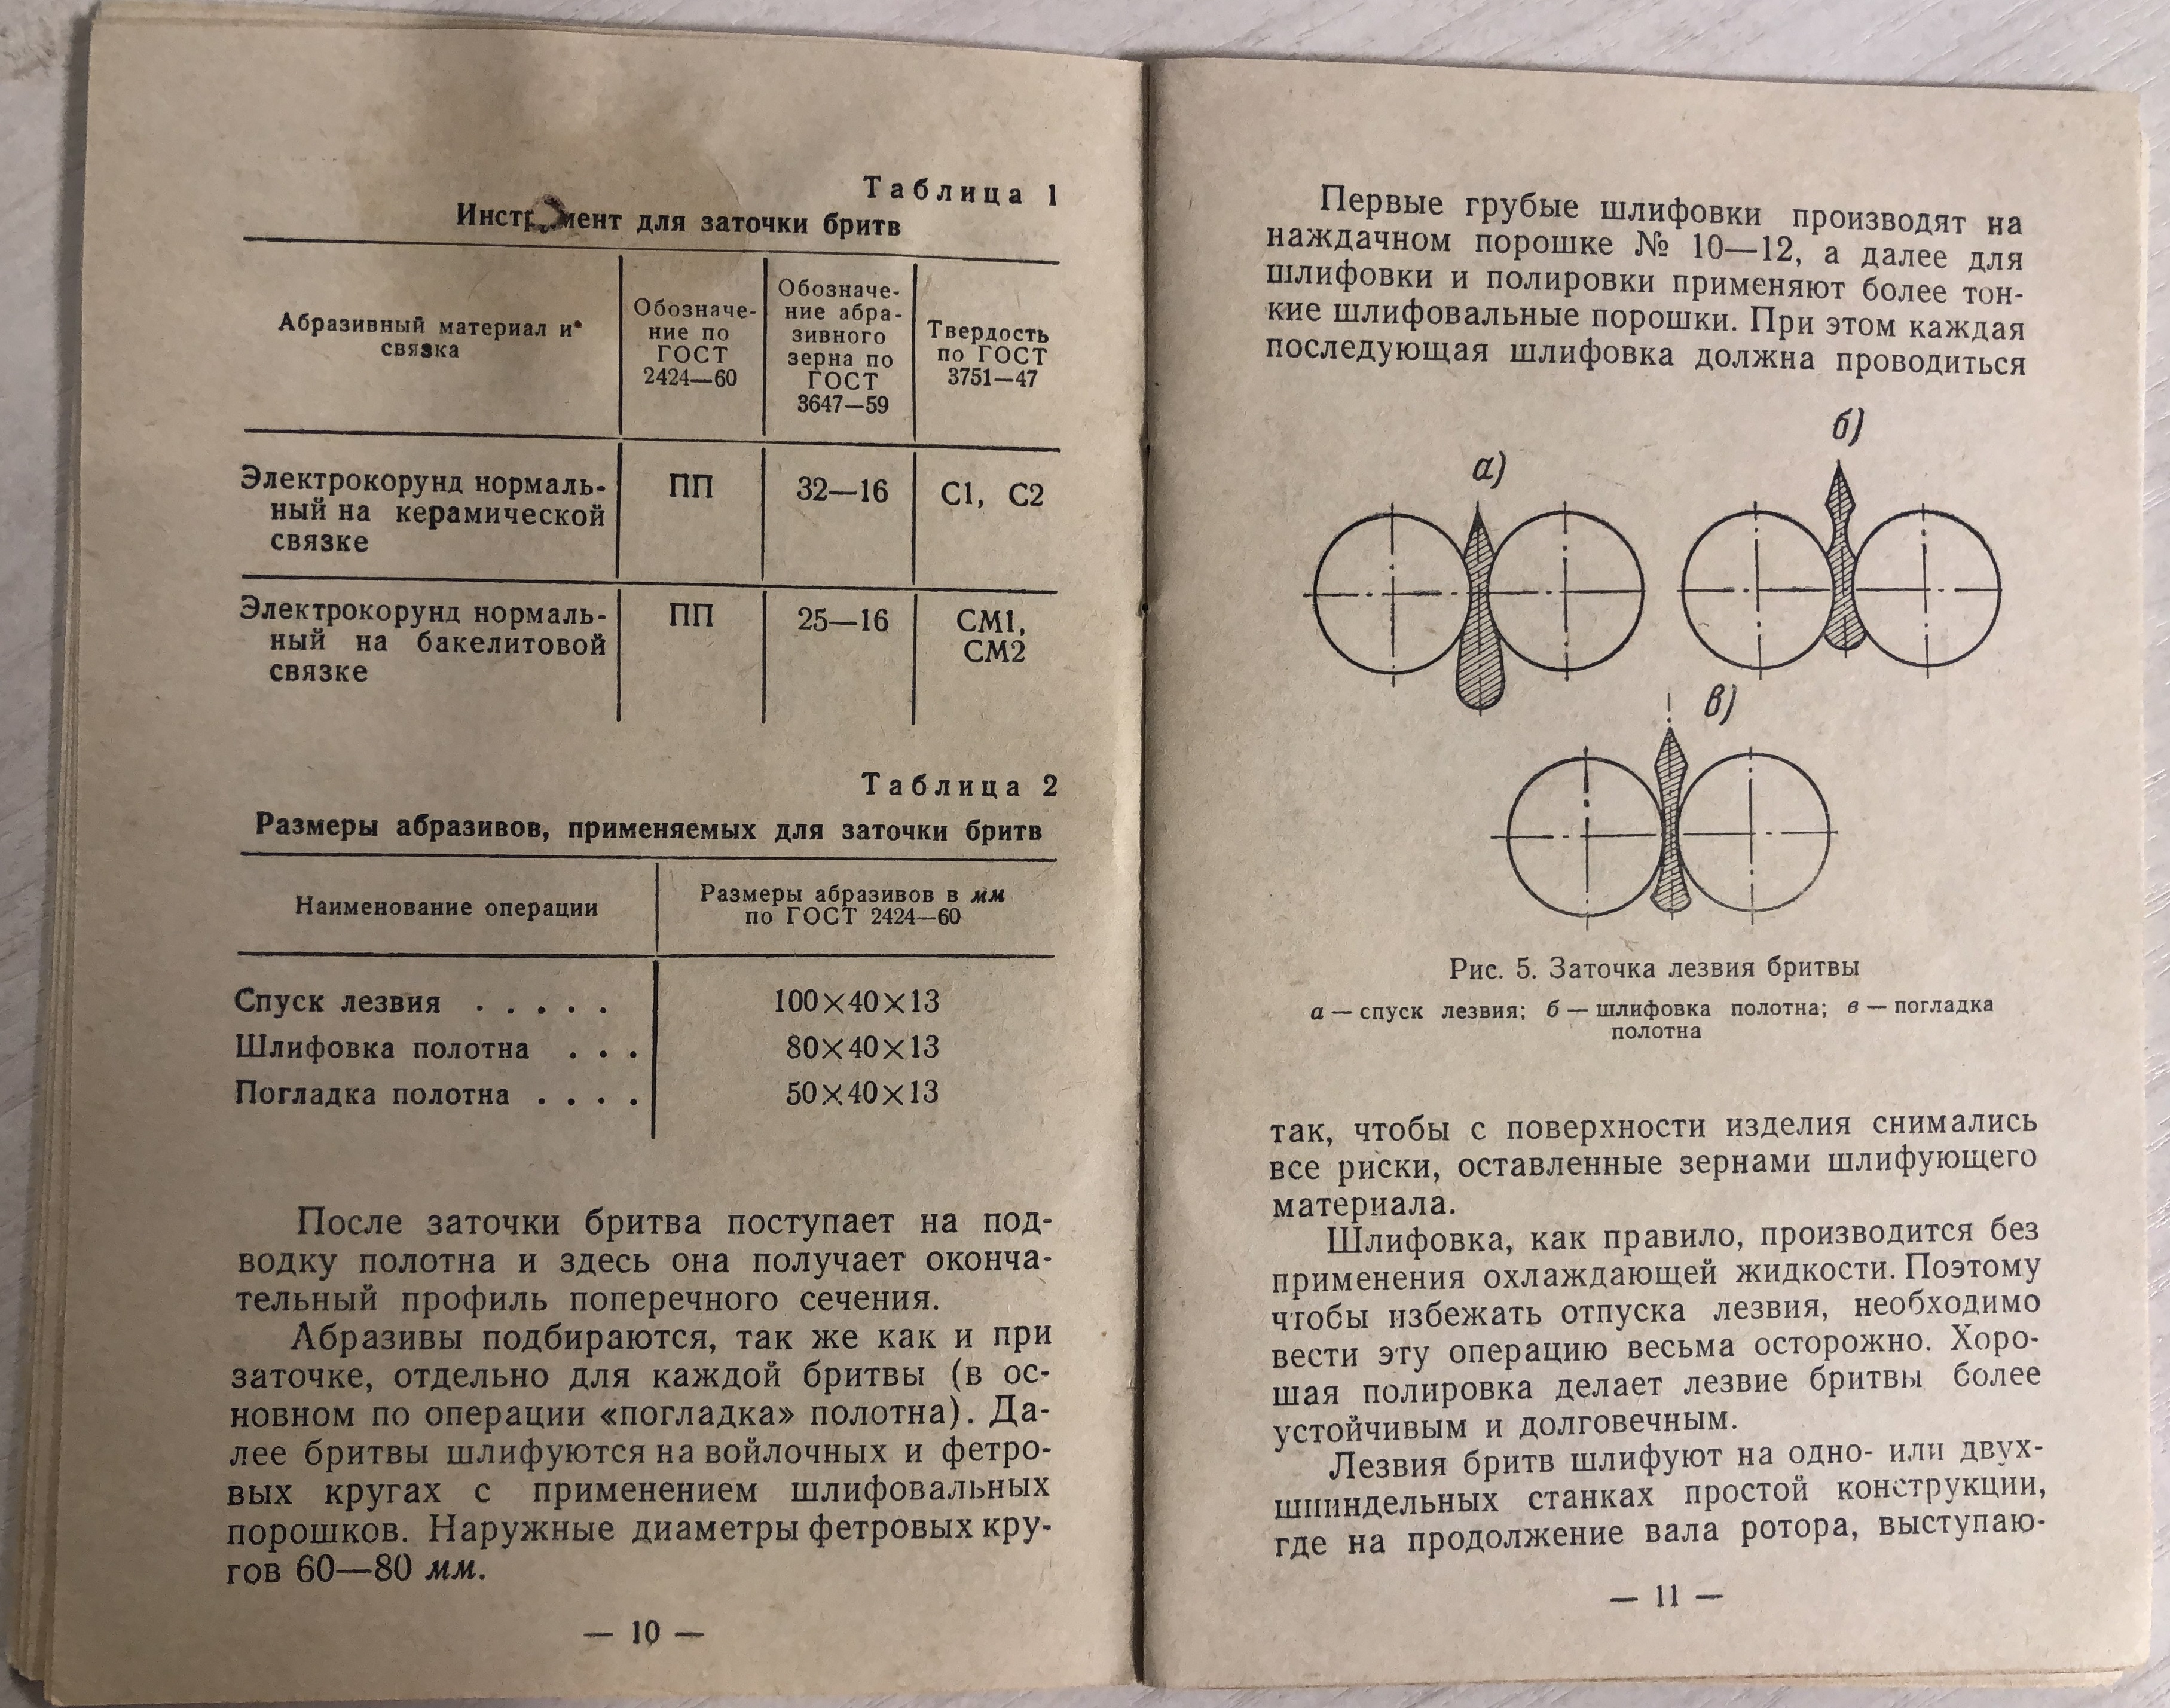 Таблица 1
Инструмент для заточки бритв
Абразивный материал и
связка
Обозначе-
ние по
ГОСТ
2424—60
Обозначе-
ние абра-
зивного
зерна по
ГОСТ
3647—59
Твердость
по ГОСТ
3751—47
Электрокорунд нормаль-
ный на керамической
связке
ПП
32—16
С1, С2
Электрокорунд нормаль-
ный на бакелитовой
связке
ПП
25—16
СМ1,
СМ2
Таблица 2
Размеры абразивов, применяемых для заточки бритв
Наименование операции
Размеры абразивов в мм
по ГОСТ 2424—60
Спуск лезвия . . . . . 100×40×13
Шлифовка полотна . . . 80×40×13
Погладка полотна . . . . 50×40×13
После заточки бритва поступает на под-
водку полотна и здесь она получает оконча-
тельный профиль поперечного сечения.
Абразивы подбираются, так же как и при
заточке, отдельно для каждой бритвы (в ос-
новном по операции «погладка» полотна). Да-
лее бритвы шлифуются на войлочных и фетро-
вых кругах с применением шлифовальных
порошков. Наружные диаметры фетровых кру-
гов 60—80 мм.
— 10 —
Первые грубые шлифовки производят на
наждачном порошке № 10—12, а далее для
шлифовки и полировки применяют более тон-
кие шлифовальные порошки. При этом каждая
последующая шлифовка должна проводиться
а)
б)
в)
Рис. 5. Заточка лезвия бритвы
а — спуск лезвия; б — шлифовка полотна; в — погладка
полотна
так, чтобы с поверхности изделия снимались
все риски, оставленные зернами шлифующего
материала.
Шлифовка, как правило, производится без
применения охлаждающей жидкости. Поэтому
чтобы избежать отпуска лезвия, необходимо
вести эту операцию весьма осторожно. Хоро-
шая полировка делает лезвие бритвы более
устойчивым и долговечным.
Лезвия бритв шлифуют на одно- или двух-
шпиндельных станках простой конструкции,
где на продолжение вала ротора, выступаю-
— 11 —